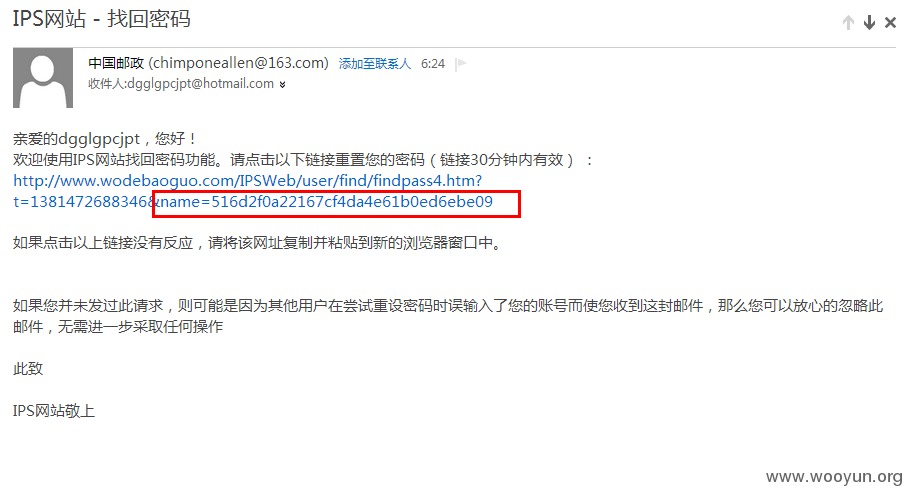 IPS网站 - 找回密码
中国邮政 (chimponeallen@163.com) 添加至联系人 6:24
收件人:dgglgpcjpt@hotmail.com
亲爱的dgglgpcjpt，您好！
欢迎使用IPS网站找回密码功能。请点击以下链接重置您的密码（链接30分钟内有效）：
http://www.wodebaoguo.com/IPSWeb/user/find/findpass4.htm?
t=1381472688346&name=516d2f0a22167cf4da4e61b0ed6ebe09
如果点击以上链接没有反应，请将该网址复制并粘贴到新的浏览器窗口中。
如果您并未发过此请求，则可能是因为其他用户在尝试重设密码时误输入了您的账号而使您收到这封邮件，那么您可以放心的忽略此
邮件，无需进一步采取任何操作
此致
IPS网站敬上
www.wooyun.org